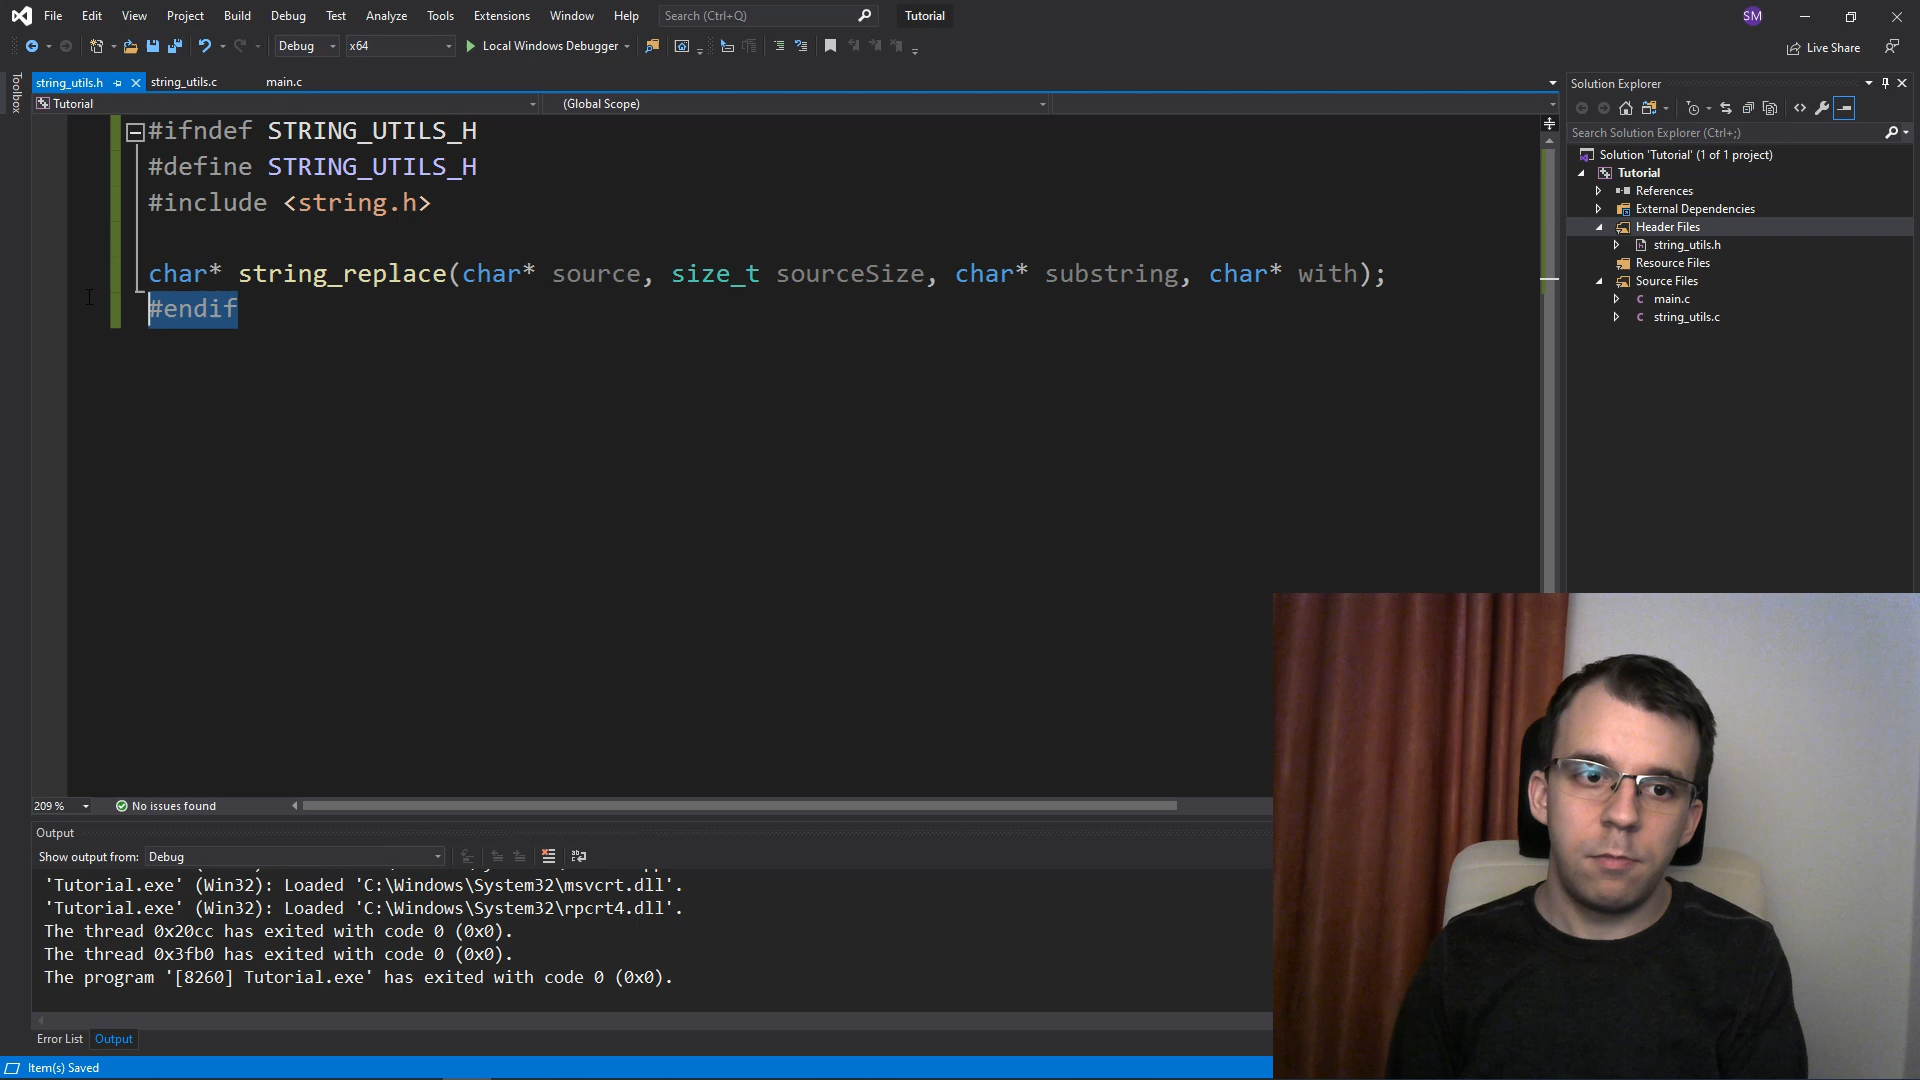 File Edit View Project Build Debug Test Analyze Tools Extensions Window Help Search (Ctrl+Q) Tutorial SM
Debug x64 Local Windows Debugger Live Share
Toolbox
string_utils.h string_utils.c main.c
Tutorial (Global Scope)
#ifndef STRING_UTILS_H
#define STRING_UTILS_H
#include <string.h>
char* string_replace(char* source, size_t sourceSize, char* substring, char* with);
#endif
209 % No issues found
Output
Show output from: Debug
'Tutorial.exe' (Win32): Loaded 'C:\Windows\System32\msvcrt.dll'.
'Tutorial.exe' (Win32): Loaded 'C:\Windows\System32\rpcrt4.dll'.
The thread 0x20cc has exited with code 0 (0x0).
The thread 0x3fb0 has exited with code 0 (0x0).
The program '[8260] Tutorial.exe' has exited with code 0 (0x0).
Error List Output
Item(s) Saved
Solution Explorer
Search Solution Explorer (Ctrl+;)
Solution 'Tutorial' (1 of 1 project)
Tutorial
References
External Dependencies
Header Files
string_utils.h
Resource Files
Source Files
main.c
string_utils.c